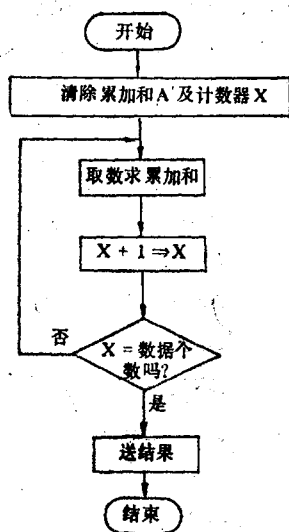 开始
清除累加和A'及计数器X
取数求累加和
X + 1 ⇒ X
否
X = 数据个
数吗?
是
送结果
结束